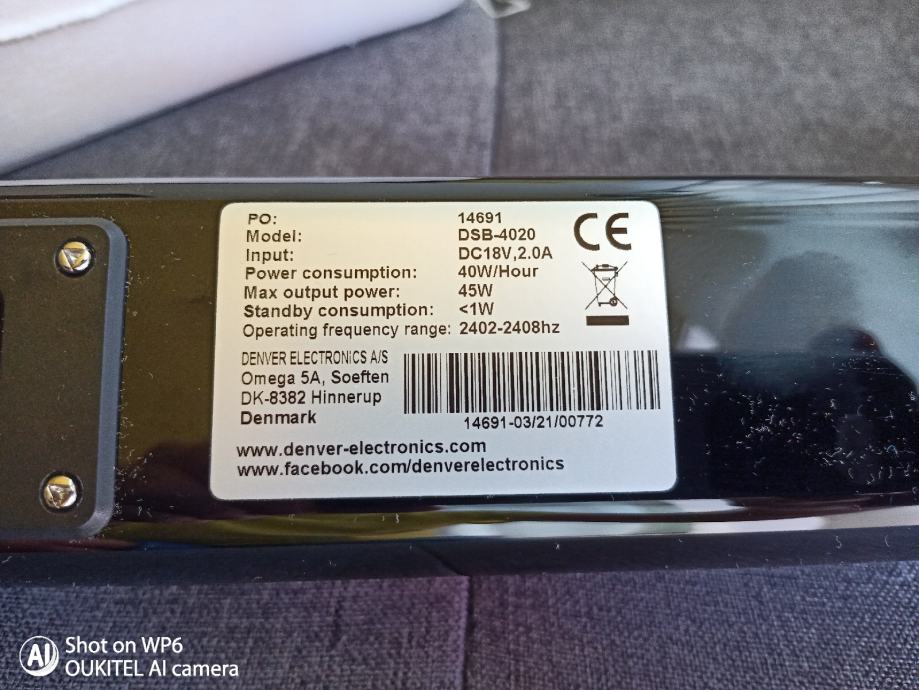 PO: 14691
Model: DSB-4020
Input: DC18V,2.0A
Power consumption: 40W/Hour
Max output power: 45W
Standby consumption: <1W
Operating frequency range: 2402-2408hz
CE
DENVER ELECTRONICS A/S
Omega 5A, Soeften
DK-8382 Hinnerup
Denmark
14691-03/21/00772
www.denver-electronics.com
www.facebook.com/denverelectronics
AI
Shot on WP6
OUKITEL AI camera